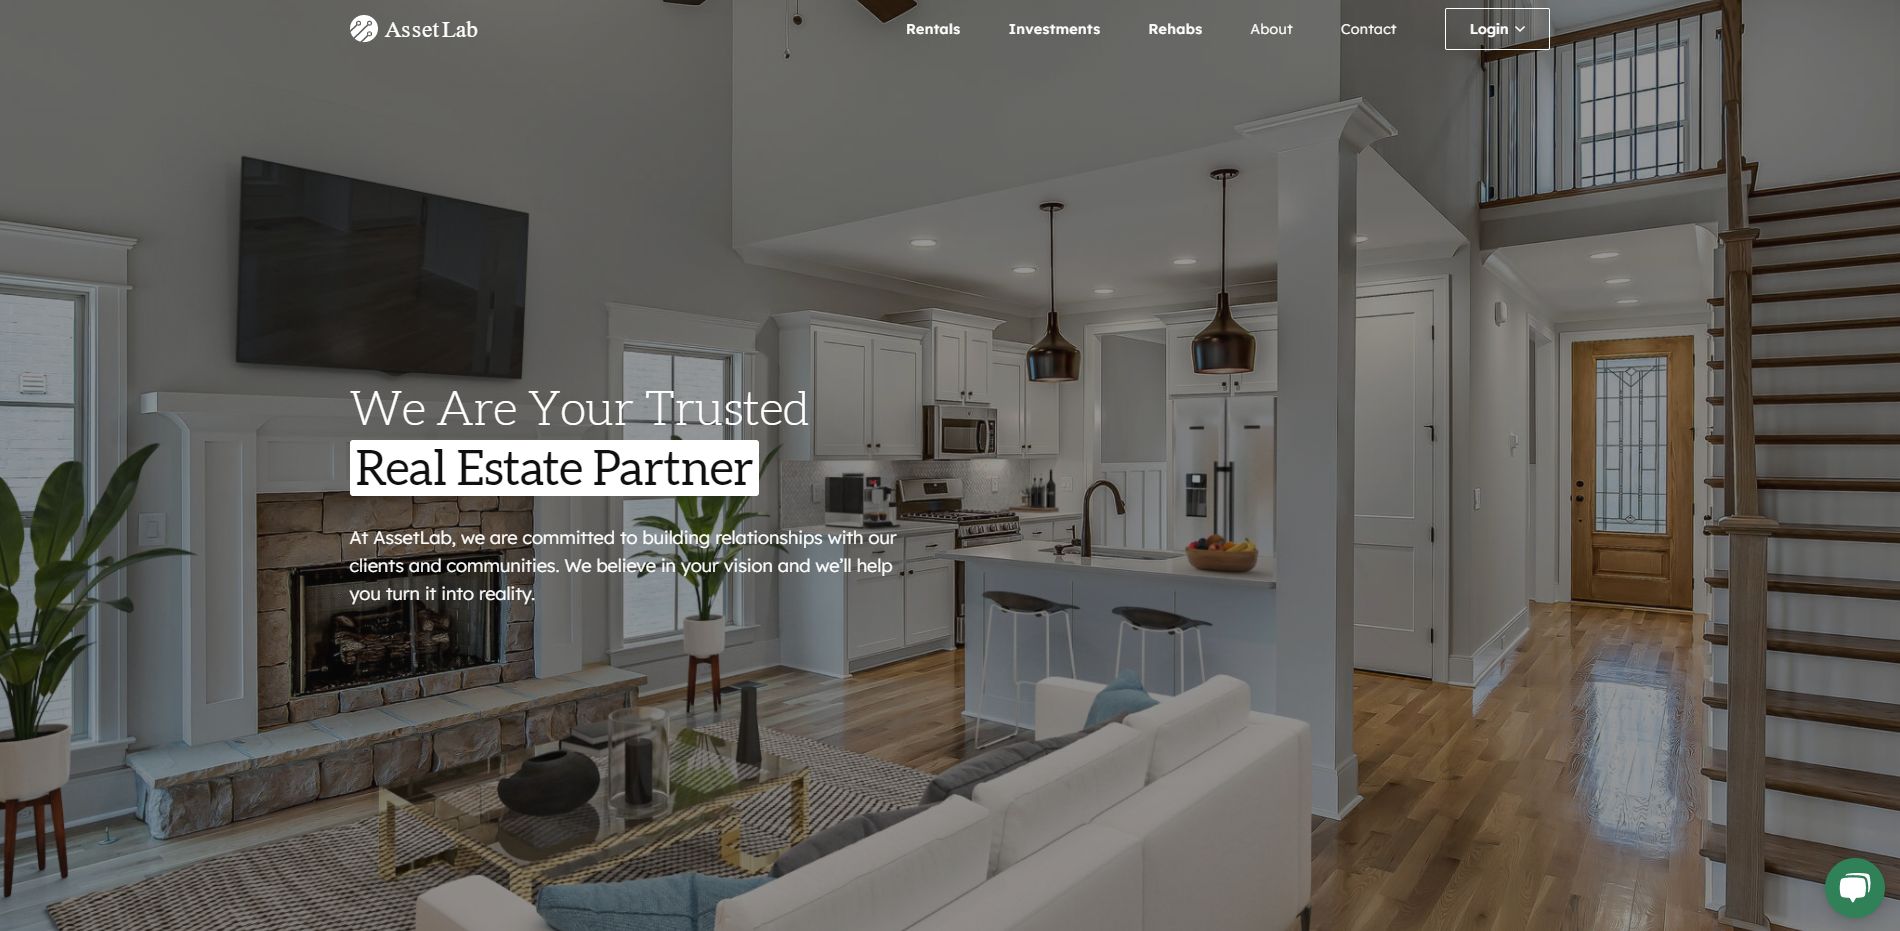 AssetLab
Rentals
Investments
Rehabs
About
Contact
Login
We Are Your Trusted
Real Estate Partner
At AssetLab, we are committed to building relationships with our
clients and communities. We believe in your vision and we’ll help
you turn it into reality.